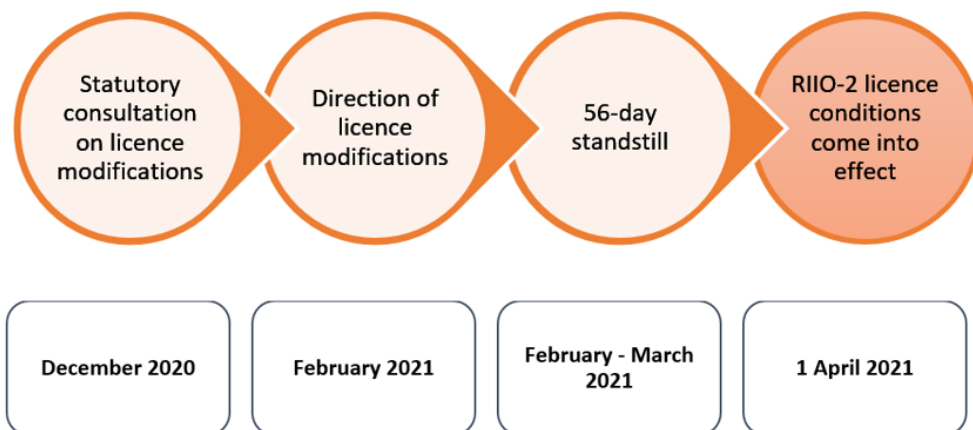 Statutory
consultation
on licence
modifications
Direction of
licence
modifications
56-day
standstill
RIIO-2 licence
conditions
come into
effect
December 2020
February 2021
February - March
2021
1 April 2021